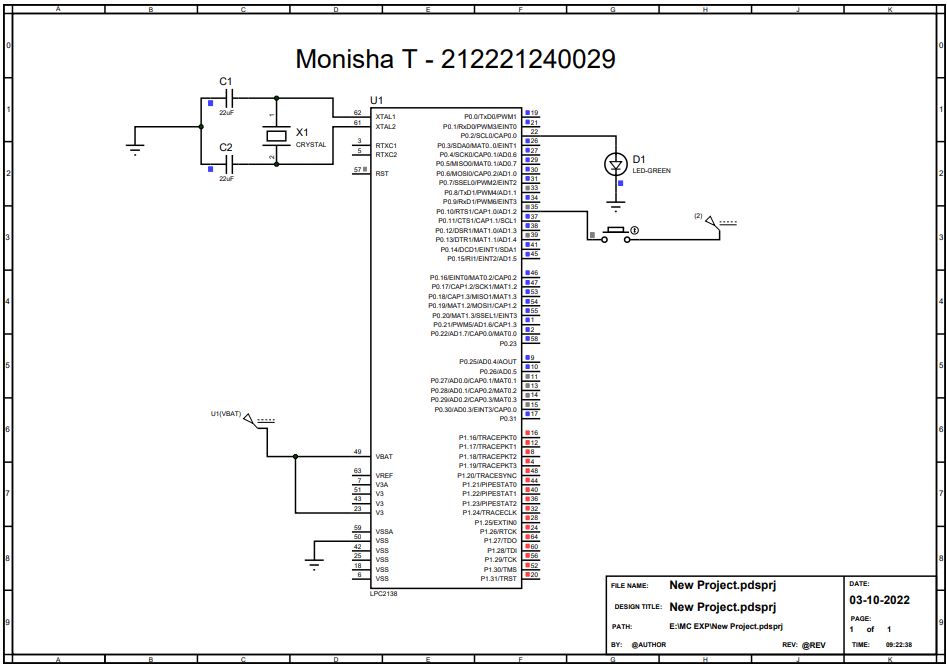 A B C D E F G H J K
0 0
Monisha T - 212221240029
C1
22uF
1 1
C2
22uF
X1
CRYSTAL
1
2
U1
62 XTAL1
61 XTAL2
3 RTXC1
5 RTXC2
57 RST
P0.0/TxD0/PWM1 19
P0.1/RxD0/PWM3/EINT0 21
P0.2/SCL0/CAP0.0 22
P0.3/SDA0/MAT0.0/EINT1 26
P0.4/SCK0/CAP0.1/AD0.6 27
P0.5/MISO0/MAT0.1/AD0.7 29
P0.6/MOSI0/CAP0.2/AD1.0 30
P0.7/SSEL0/PWM2/EINT2 31
P0.8/TxD1/PWM4/AD1.1 33
P0.9/RxD1/PWM6/EINT3 34
P0.10/RTS1/CAP1.0/AD1.2 35
P0.11/CTS1/CAP1.1/SCL1 37
P0.12/DSR1/MAT1.0/AD1.3 38
P0.13/DTR1/MAT1.1/AD1.4 39
P0.14/DCD1/EINT1/SDA1 41
P0.15/RI1/EINT2/AD1.5 45
D1
LED-GREEN
2 2
(2)
3 3
P0.16/EINT0/MAT0.2/CAP0.2 46
P0.17/CAP1.2/SCK1/MAT1.2 47
P0.18/CAP1.3/MISO1/MAT1.3 53
P0.19/MAT1.2/MOSI1/CAP1.2 54
P0.20/MAT1.3/SSEL1/EINT3 55
P0.21/PWM5/AD1.6/CAP1.3 1
P0.22/AD1.7/CAP0.0/MAT0.0 2
P0.23 58
4 4
P0.25/AD0.4/AOUT 9
P0.26/AD0.5 10
P0.27/AD0.0/CAP0.1/MAT0.1 11
P0.28/AD0.1/CAP0.2/MAT0.2 13
P0.29/AD0.2/CAP0.3/MAT0.3 14
P0.30/AD0.3/EINT3/CAP0.0 15
P0.31 17
5 5
U1(VBAT)
6 6
49 VBAT
63 VREF
7 V3A
51 V3
43 V3
23 V3
59 VSSA
50 VSS
42 VSS
25 VSS
18 VSS
6 VSS
P1.16/TRACEPKT0 16
P1.17/TRACEPKT1 12
P1.18/TRACEPKT2 8
P1.19/TRACEPKT3 4
P1.20/TRACESYNC 48
P1.21/PIPESTAT0 44
P1.22/PIPESTAT1 40
P1.23/PIPESTAT2 36
P1.24/TRACECLK 32
P1.25/EXTIN0 28
P1.26/RTCK 24
P1.27/TDO 64
P1.28/TDI 60
P1.29/TCK 56
P1.30/TMS 52
P1.31/TRST 20
LPC2138
7 7
8 8
9 9
FILE NAME: New Project.pdsprj
DESIGN TITLE: New Project.pdsprj
PATH: E:\MC EXP\New Project.pdsprj
BY: @AUTHOR REV: @REV
DATE:
03-10-2022
PAGE:
1 of 1
TIME: 09:22:38
A B C D E F G H J K